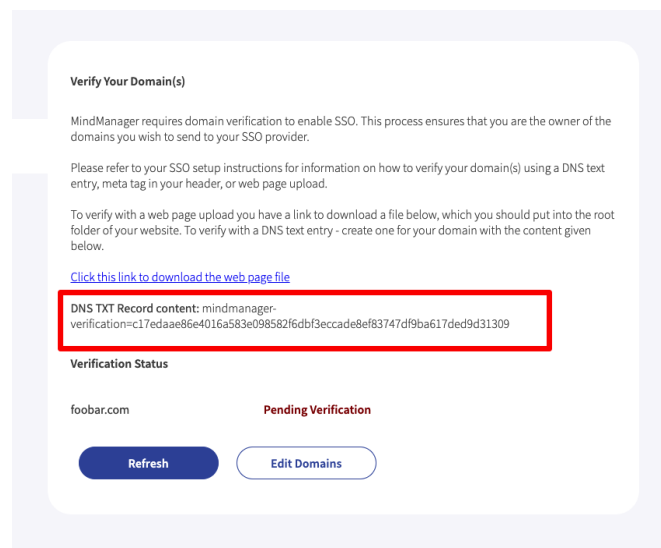 Verify Your Domain(s)
MindManager requires domain verification to enable SSO. This process ensures that you are the owner of the
domains you wish to send to your SSO provider.
Please refer to your SSO setup instructions for information on how to verify your domain(s) using a DNS text
entry, meta tag in your header, or web page upload.
To verify with a web page upload you have a link to download a file below, which you should put into the root
folder of your website. To verify with a DNS text entry - create one for your domain with the content given
below.
Click this link to download the web page file
DNS TXT Record content: mindmanager-
verification=c17edaae86e4016a583e098582f6dbf3eccade8ef83747df9ba617ded9d31309
Verification Status
foobar.com Pending Verification
Refresh Edit Domains